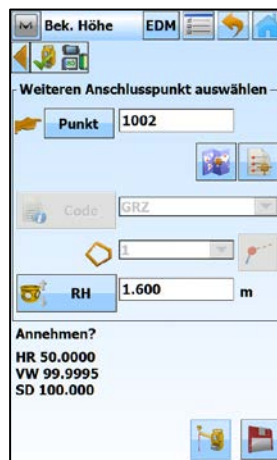 Bek. Höhe EDM
Weiteren Anschlusspunkt auswählen
Punkt 1002
Code GRZ
1
RH 1.600 m
Annehmen?
HR 50.0000
VW 99.9995
SD 100.000